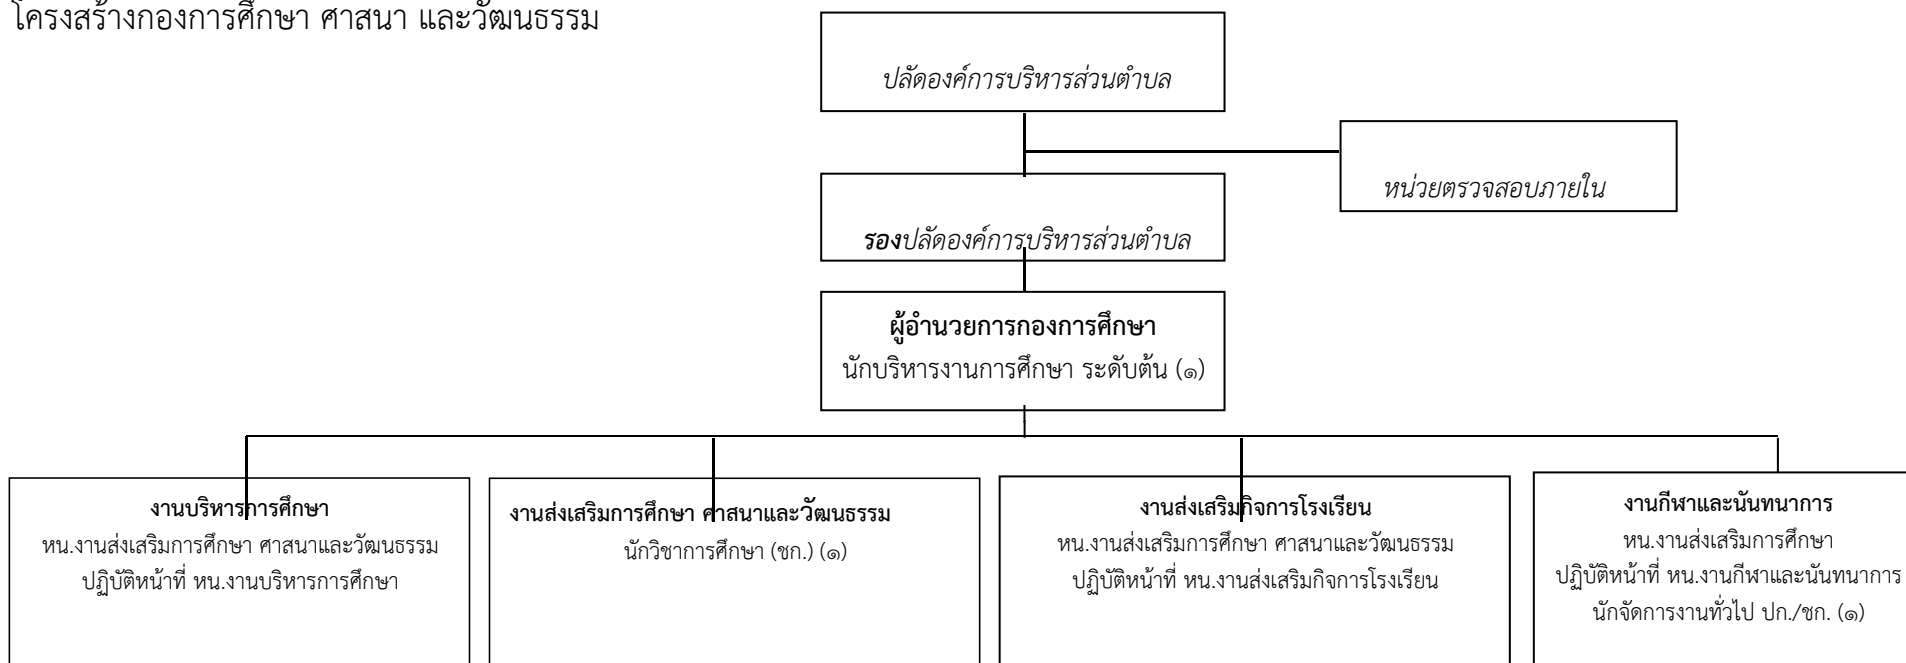 โครงสร้างกองการศึกษา ศาสนา และวัฒนธรรม
ปลัดองค์การบริหารส่วนตำบล
หน่วยตรวจสอบภายใน
รองปลัดองค์การบริหารส่วนตำบล
ผู้อำนวยการกองการศึกษา
นักบริหารงานการศึกษา ระดับต้น (๑)
งานบริหารการศึกษา
หน.งานส่งเสริมการศึกษา ศาสนาและวัฒนธรรม
ปฏิบัติหน้าที่ หน.งานบริหารการศึกษา
งานส่งเสริมการศึกษา ศาสนาและวัฒนธรรม
นักวิชาการศึกษา (ชก.) (๑)
งานส่งเสริมกิจการโรงเรียน
หน.งานส่งเสริมการศึกษา ศาสนาและวัฒนธรรม
ปฏิบัติหน้าที่ หน.งานส่งเสริมกิจการโรงเรียน
งานกีฬาและนันทนาการ
หน.งานส่งเสริมการศึกษา
ปฏิบัติหน้าที่ หน.งานกีฬาและนันทนาการ
นักจัดการงานทั่วไป ปก./ชก. (๑)